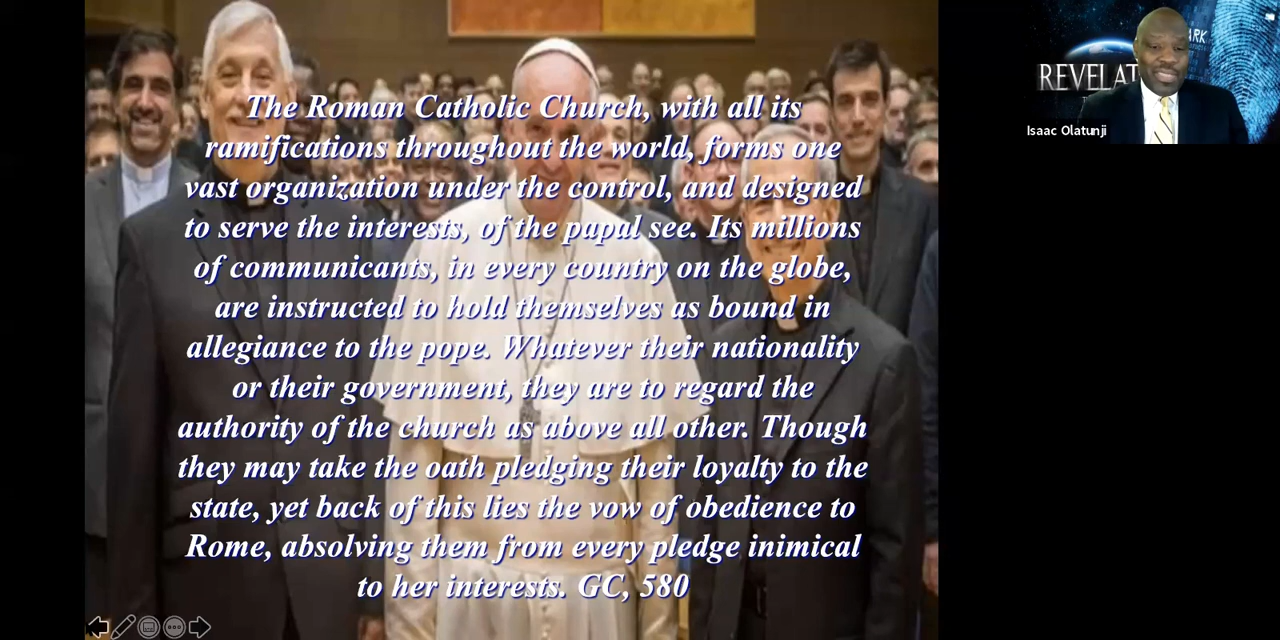 The Roman Catholic Church, with all its
ramifications throughout the world, forms one
vast organization under the control, and designed
to serve the interests, of the papal see. Its millions
of communicants, in every country on the globe,
are instructed to hold themselves as bound in
allegiance to the pope. Whatever their nationality
or their government, they are to regard the
authority of the church as above all other. Though
they may take the oath pledging their loyalty to the
state, yet back of this lies the vow of obedience to
Rome, absolving them from every pledge inimical
to her interests. GC, 580
Isaac Olatunji